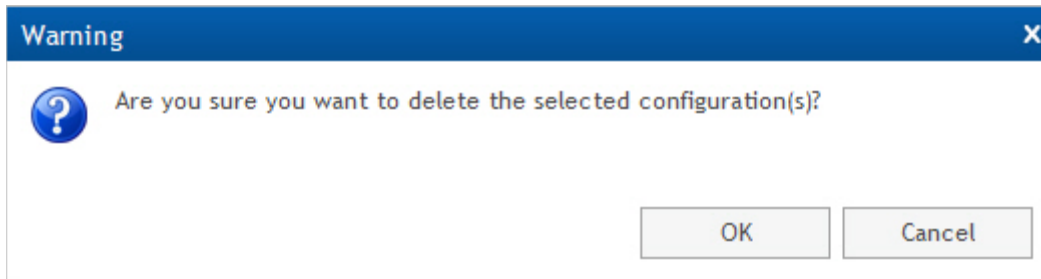 Warning X
Are you sure you want to delete the selected configuration(s)?
OK Cancel